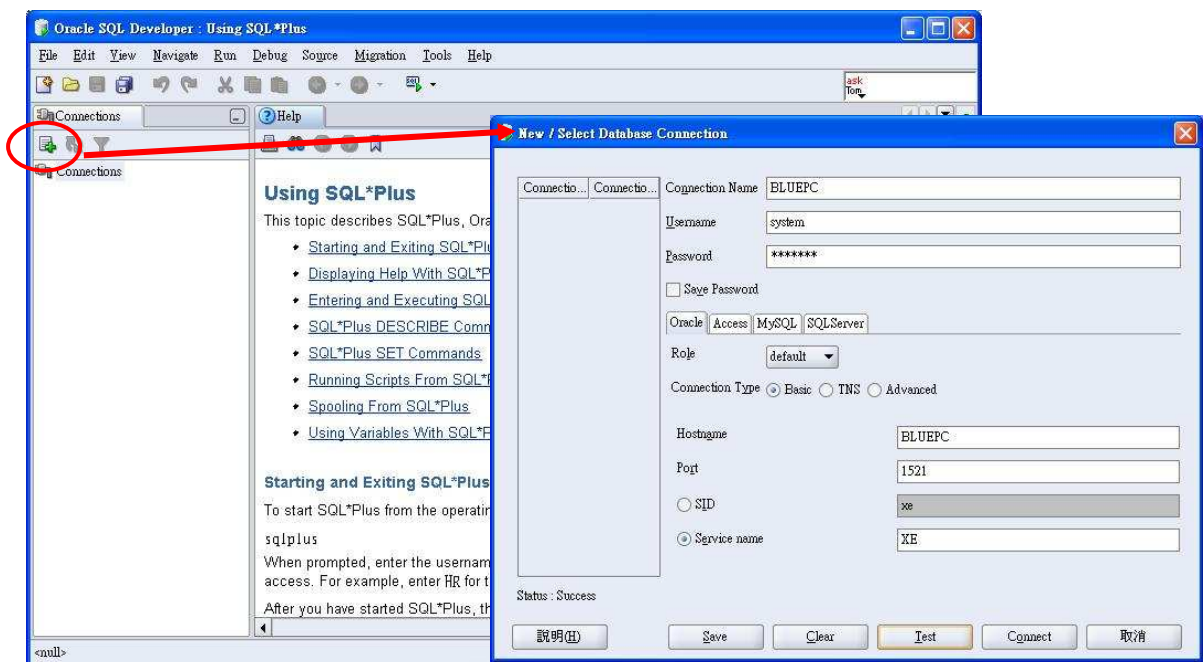 Oracle SQL Developer : Using SQL*Plus
File Edit View Navigate Run Debug Source Migration Tools Help
ask
Tom
Connections
Help
Connections
Using SQL*Plus
This topic describes SQL*Plus, Ora
Starting and Exiting SQL*Plu
Displaying Help With SQL*P
Entering and Executing SQL
SQL*Plus DESCRIBE Comm
SQL*Plus SET Commands
Running Scripts From SQL*
Spooling From SQL*Plus
Using Variables With SQL*P
Starting and Exiting SQL*Plus
To start SQL*Plus from the operatin
sqlplus
When prompted, enter the usernam
access. For example, enter HR for t
After you have started SQL*Plus, th
<null>
New / Select Database Connection
Connectio... Connectio...
Connection Name BLUEPC
Username system
Password *******
Save Password
Oracle Access MySQL SQLServer
Role default
Connection Type Basic TNS Advanced
Hostname BLUEPC
Port 1521
SID xe
Service name XE
Status : Success
說明(H) Save Clear Test Connect 取消